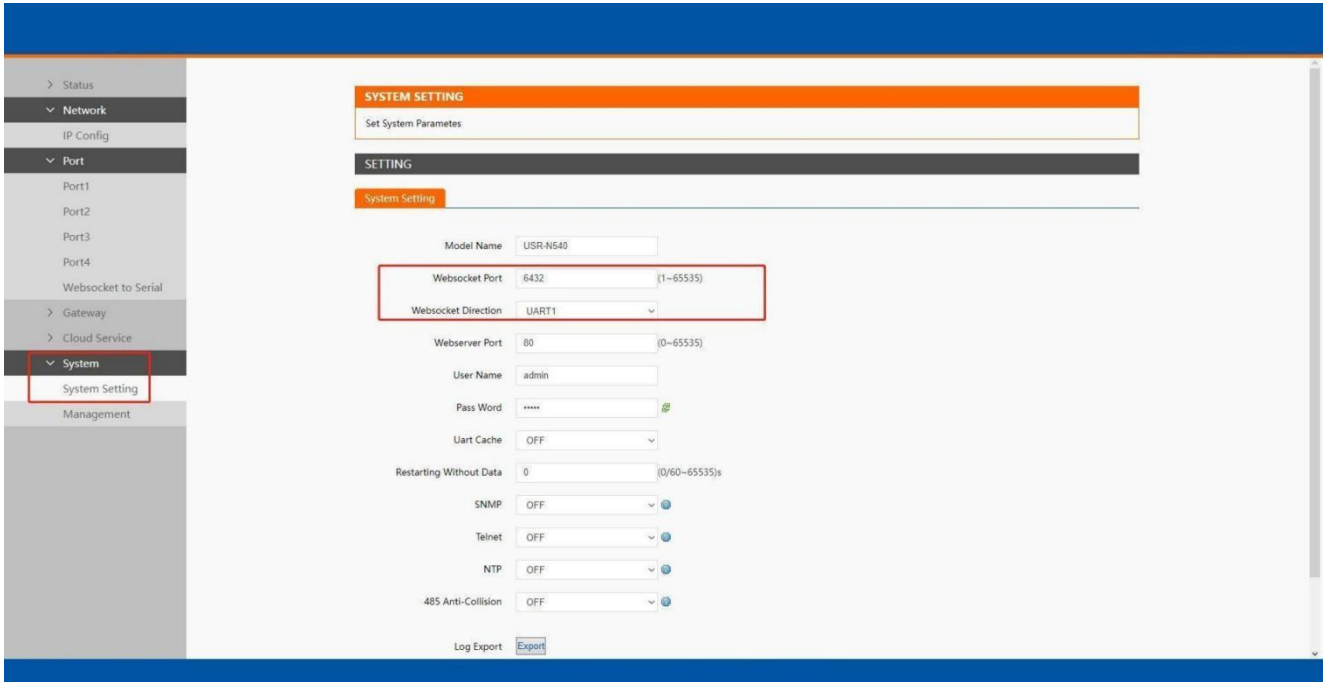 Status
Network
IP Config
Port
Port1
Port2
Port3
Port4
Websocket to Serial
Gateway
Cloud Service
System
System Setting
Management
SYSTEM SETTING
Set System Parametes
SETTING
System Setting
Model Name USR-N540
Websocket Port 6432 (1~65535)
Websocket Direction UART1
Webserver Port 80 (0~65535)
User Name admin
Pass Word •••••
Uart Cache OFF
Restarting Without Data 0 (0/60~65535)s
SNMP OFF
Telnet OFF
NTP OFF
485 Anti-Collision OFF
Log Export Export